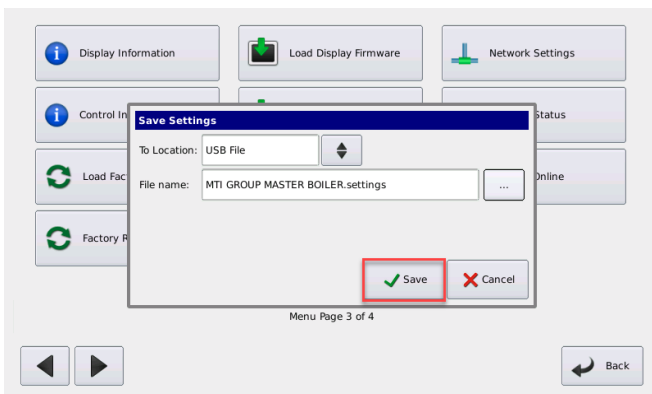 Display Information
Load Display Firmware
Network Settings
Control In
Status
Save Settings
To Location:
USB File
Load Fac
Online
File name:
MTI GROUP MASTER BOILER.settings
...
Factory R
Save
Cancel
Menu Page 3 of 4
Back